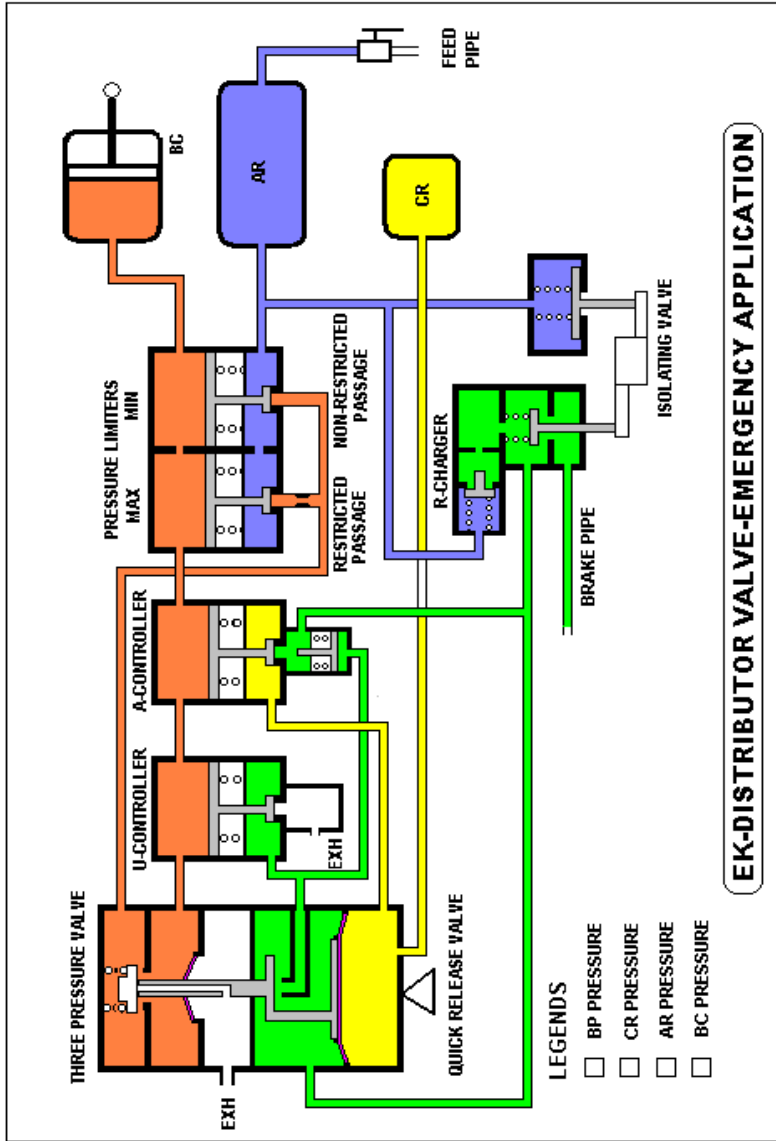 BC
AR
FEED
PIPE
CR
PRESSURE LIMITERS
MAX
MIN
RESTRICTED
PASSAGE
NON-RESTRICTED
PASSAGE
A-CONTROLLER
U-CONTROLLER
EXH
THREE PRESSURE VALVE
EXH
QUICK RELEASE VALVE
R-CHARGER
BRAKE PIPE
ISOLATING VALVE
LEGENDS
BP PRESSURE
CR PRESSURE
AR PRESSURE
BC PRESSURE
EK-DISTRIBUTOR VALVE-EMERGENCY APPLICATION